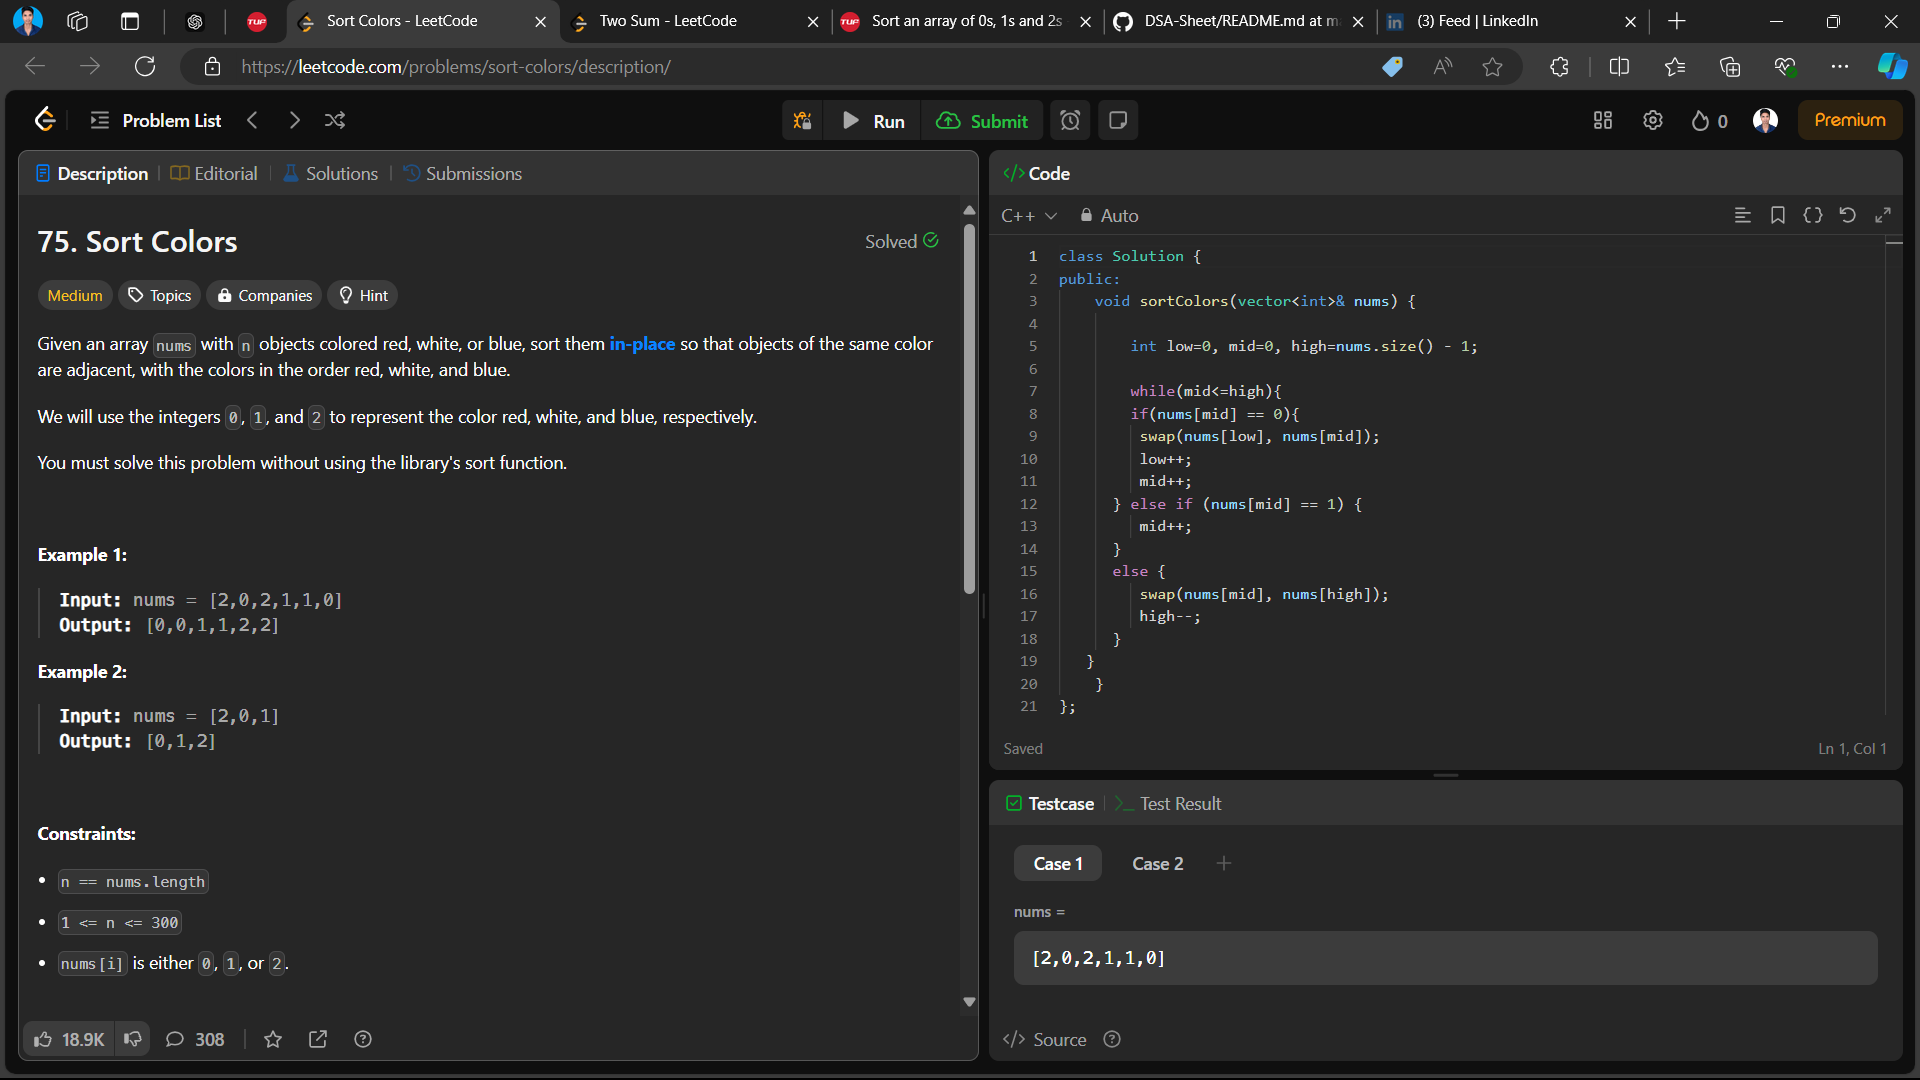 Sort Colors - LeetCode
Two Sum - LeetCode
TUF Sort an array of 0s, 1s and 2s
DSA-Sheet/README.md at m
(3) Feed | LinkedIn
https://leetcode.com/problems/sort-colors/description/
Problem List
Run
Submit
0
Premium
Description
Editorial
Solutions
Submissions
75. Sort Colors
Solved
Medium
Topics
Companies
Hint
Given an array nums with n objects colored red, white, or blue, sort them in-place so that objects of the same color
are adjacent, with the colors in the order red, white, and blue.
We will use the integers 0, 1, and 2 to represent the color red, white, and blue, respectively.
You must solve this problem without using the library's sort function.
Example 1:
Input: nums = [2,0,2,1,1,0]
Output: [0,0,1,1,2,2]
Example 2:
Input: nums = [2,0,1]
Output: [0,1,2]
Constraints:
• n == nums.length
• 1 <= n <= 300
• nums[i] is either 0, 1, or 2.
18.9K
308
</> Code
C++
Auto
1 class Solution {
2 public:
3 void sortColors(vector<int>& nums) {
4
5 int low=0, mid=0, high=nums.size() - 1;
6
7 while(mid<=high){
8 if(nums[mid] == 0){
9 swap(nums[low], nums[mid]);
10 low++;
11 mid++;
12 } else if (nums[mid] == 1) {
13 mid++;
14 }
15 else {
16 swap(nums[mid], nums[high]);
17 high--;
18 }
19 }
20 }
21 };
Saved
Ln 1, Col 1
Testcase
>_ Test Result
Case 1
Case 2
+
nums =
[2,0,2,1,1,0]
</> Source